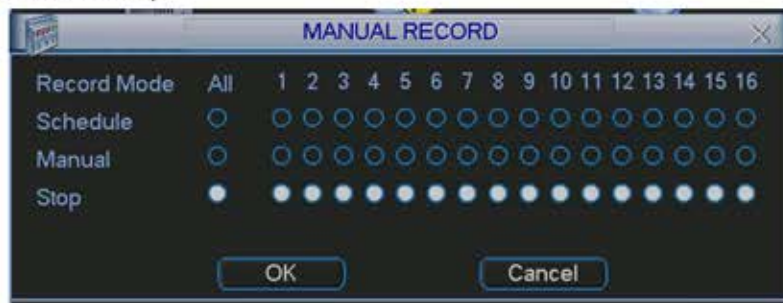 MANUAL RECORD
Record Mode All 1 2 3 4 5 6 7 8 9 10 11 12 13 14 15 16
Schedule
Manual
Stop
OK Cancel